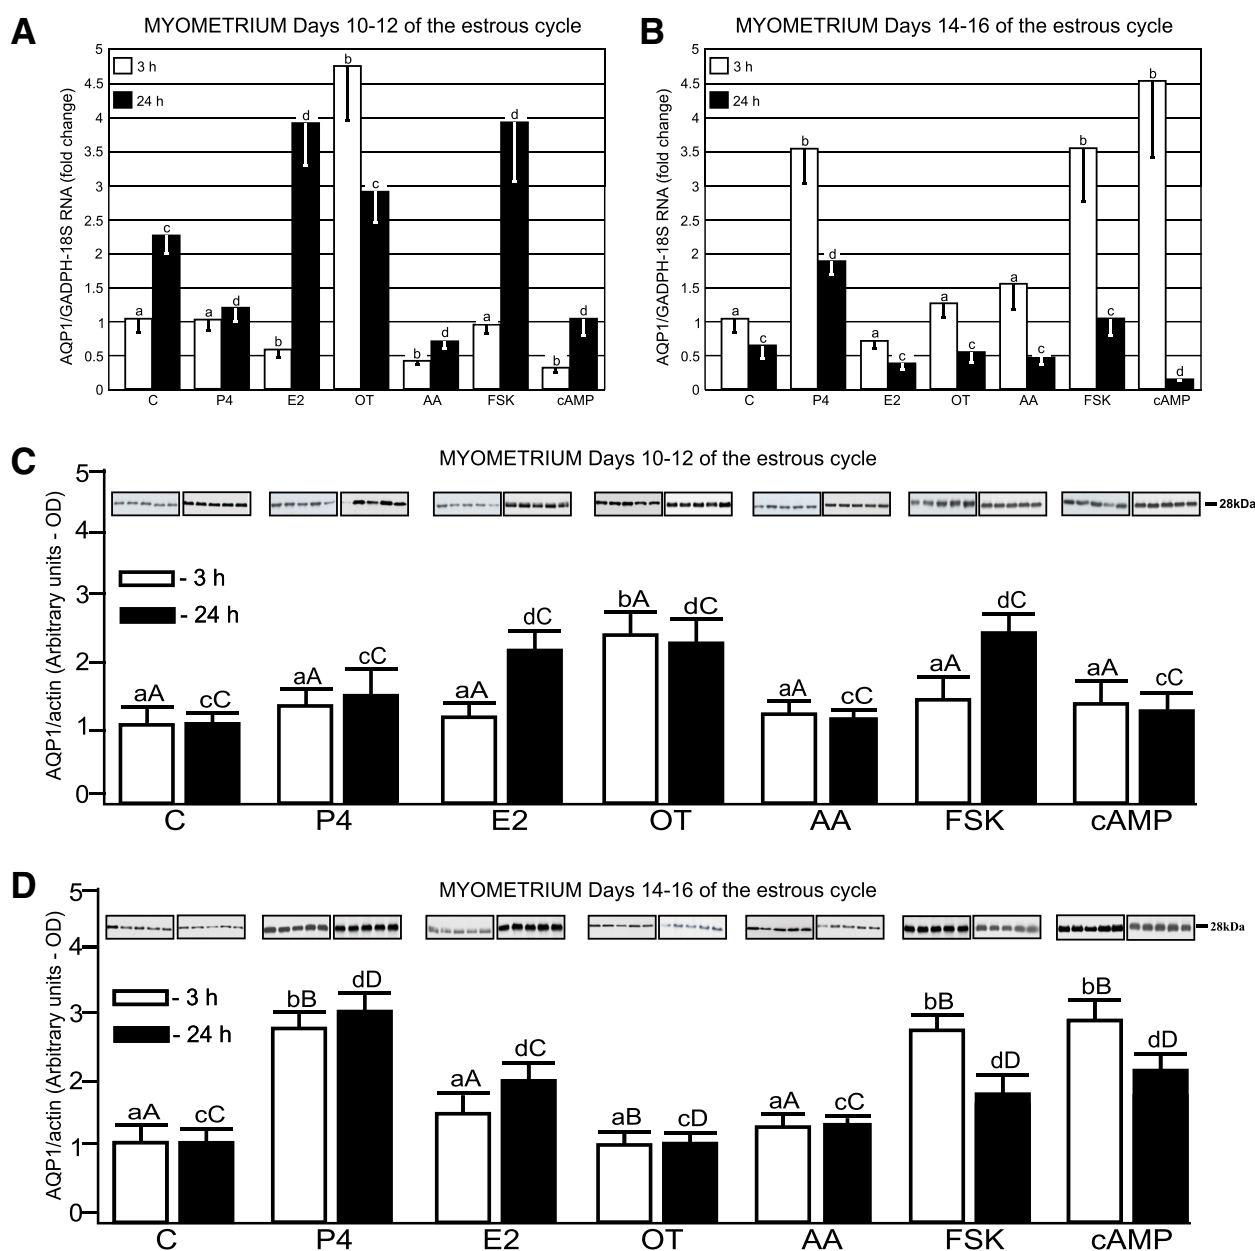 A
MYOMETRIUM Days 10-12 of the estrous cycle
AQP1/GADPH-18S RNA (fold change)
5
4.5
4
3.5
3
2.5
2
1.5
1
0.5
0
3 h
24 h
a c a d b d b c b d a d b d
C P4 E2 OT AA FSK cAMP
B
MYOMETRIUM Days 14-16 of the estrous cycle
AQP1/GADPH-18S RNA (fold change)
5
4.5
4
3.5
3
2.5
2
1.5
1
0.5
0
3 h
24 h
a c b d a c a c a c b c b d
C P4 E2 OT AA FSK cAMP
C
MYOMETRIUM Days 10-12 of the estrous cycle
AQP1/actin (Arbitrary units - OD)
5
4
3
2
1
0
28kDa
- 3 h
- 24 h
aA cC aA cC aA dC bA dC aA cC aA dC aA cC
C P4 E2 OT AA FSK cAMP
D
MYOMETRIUM Days 14-16 of the estrous cycle
AQP1/actin (Arbitrary units - OD)
5
4
3
2
1
0
28kDa
- 3 h
- 24 h
aA cC bB dD aA dC aB cD aA cC bB dD bB dD
C P4 E2 OT AA FSK cAMP